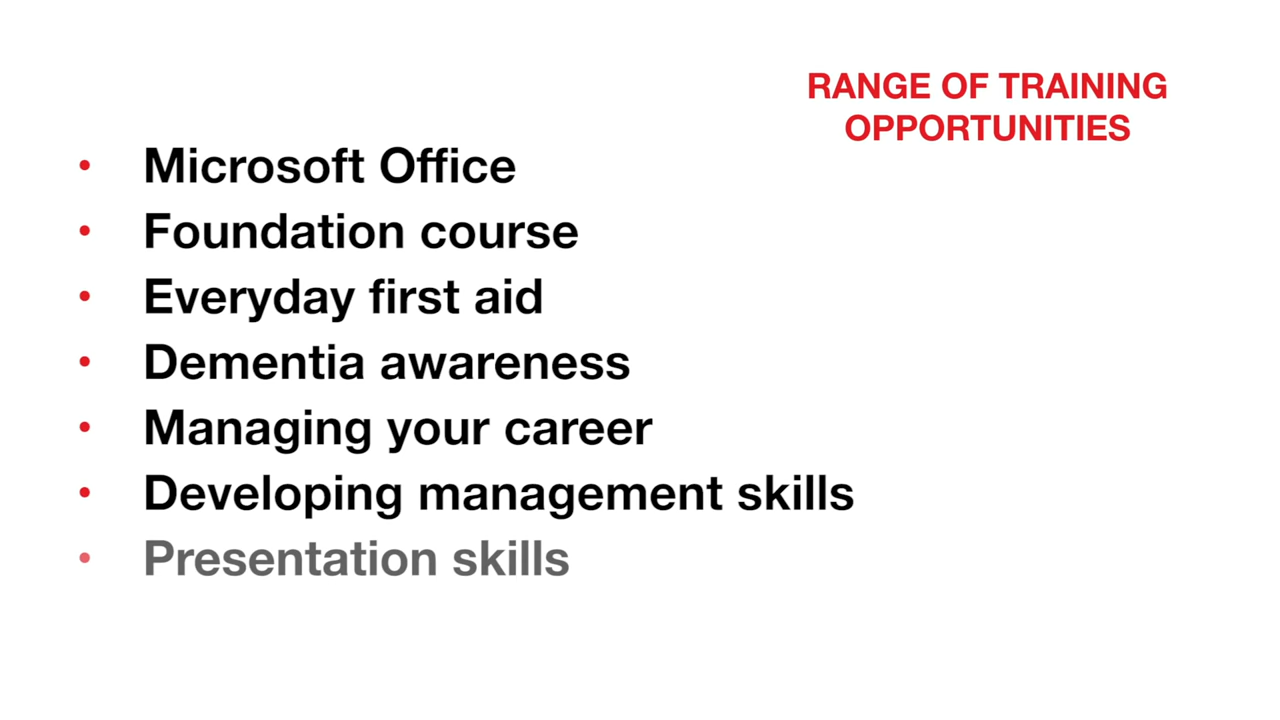 RANGE OF TRAINING
OPPORTUNITIES
• Microsoft Office
• Foundation course
• Everyday first aid
• Dementia awareness
• Managing your career
• Developing management skills
• Presentation skills